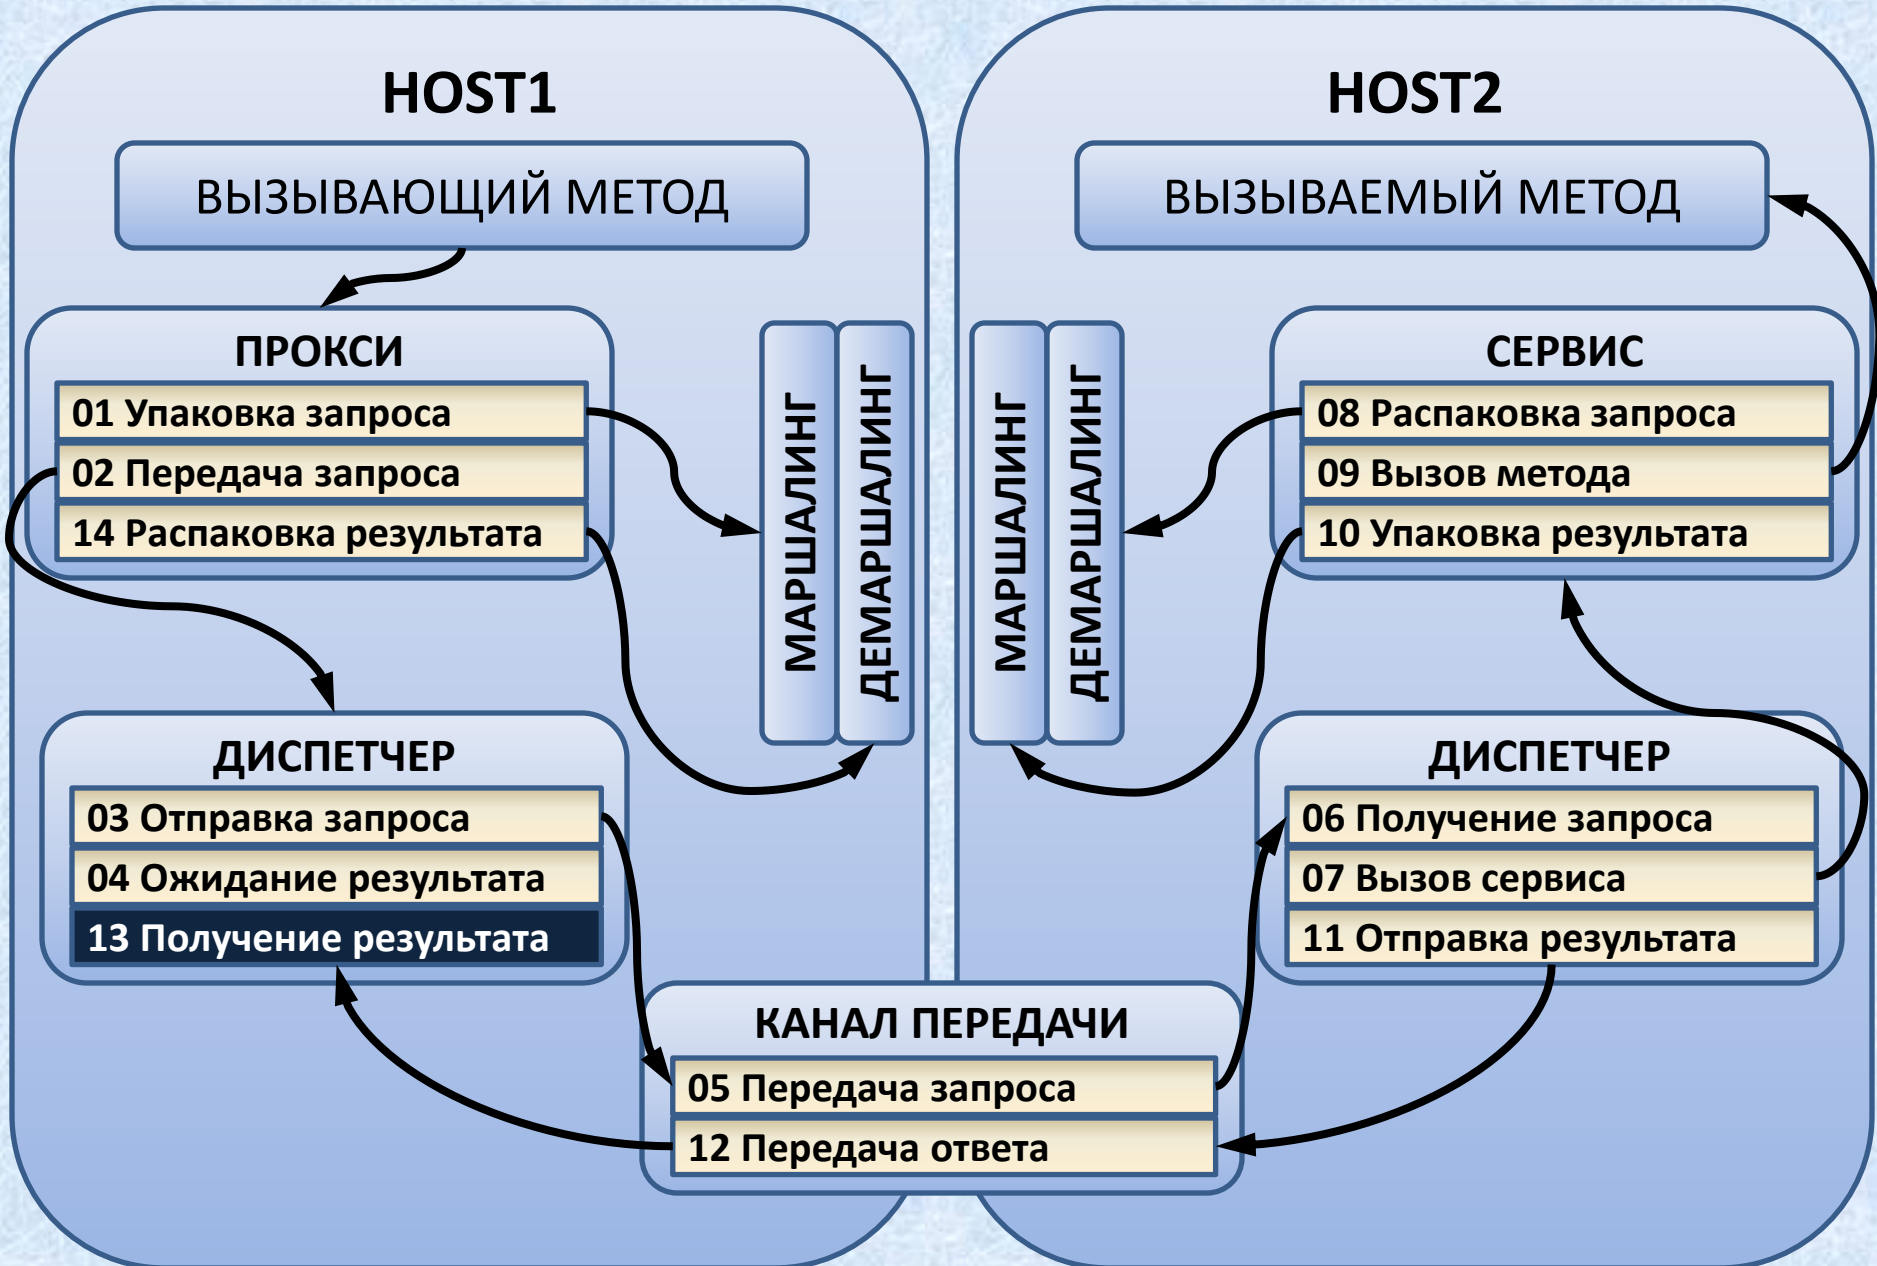 HOST1
ВЫЗЫВАЮЩИЙ МЕТОД
ПРОКСИ
01 Упаковка запроса
02 Передача запроса
14 Распаковка результата
МАРШАЛИНГ
ДЕМАРШАЛИНГ
ДИСПЕТЧЕР
03 Отправка запроса
04 Ожидание результата
13 Получение результата
HOST2
ВЫЗЫВАЕМЫЙ МЕТОД
МАРШАЛИНГ
ДЕМАРШАЛИНГ
СЕРВИС
08 Распаковка запроса
09 Вызов метода
10 Упаковка результата
ДИСПЕТЧЕР
06 Получение запроса
07 Вызов сервиса
11 Отправка результата
КАНАЛ ПЕРЕДАЧИ
05 Передача запроса
12 Передача ответа